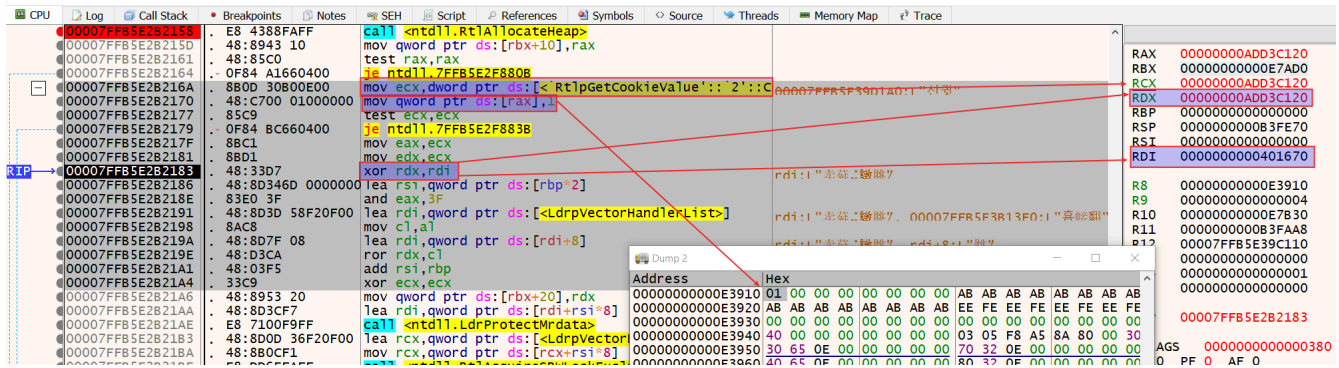 CPU Log Call Stack Breakpoints Notes SEH Script References Symbols Source Threads Memory Map Trace
00007FFB5E2B2158 . E8 4388FAFF call <ntdll.RtlAllocateHeap>
00007FFB5E2B215D . 48:8943 10 mov qword ptr ds:[rbx+10],rax
00007FFB5E2B2161 . 48:85C0 test rax,rax
00007FFB5E2B2164 .- 0F84 A1660400 je ntdll.7FFB5E2F880B
00007FFB5E2B216A . 8B0D 30B00E00 mov ecx,dword ptr ds:[<`RtlpGetCookieValue'::`2'::C
00007FFB5E2B2170 . 48:C700 01000000 mov qword ptr ds:[rax],1
00007FFB5E2B2177 . 85C9 test ecx,ecx
00007FFB5E2B2179 .- 0F84 BC660400 je ntdll.7FFB5E2F883B
00007FFB5E2B217F . 8BC1 mov eax,ecx
00007FFB5E2B2181 . 8BD1 mov edx,ecx
RIP 00007FFB5E2B2183 . 48:33D7 xor rdx,rdi
00007FFB5E2B2186 . 48:8D346D 0000000 lea rsi,qword ptr ds:[rbp*2]
00007FFB5E2B218E . 83E0 3F and eax,3F
00007FFB5E2B2191 . 48:8D3D 58F20F00 lea rdi,qword ptr ds:[<LdrpVectorHandlerList>]
00007FFB5E2B2198 . 8AC8 mov cl,al
00007FFB5E2B219A . 48:8D7F 08 lea rdi,qword ptr ds:[rdi+8]
00007FFB5E2B219E . 48:D3CA ror rdx,cl
00007FFB5E2B21A1 . 48:03F5 add rsi,rbp
00007FFB5E2B21A4 . 33C9 xor ecx,ecx
00007FFB5E2B21A6 . 48:8953 20 mov qword ptr ds:[rbx+20],rdx
00007FFB5E2B21AA . 48:8D3CF7 lea rdi,qword ptr ds:[rdi+rsi*8]
00007FFB5E2B21AE . E8 7100F9FF call <ntdll.LdrProtectMrdata>
00007FFB5E2B21B3 . 48:8D0D 36F20F00 lea rcx,qword ptr ds:[<LdrpVectorH
00007FFB5E2B21BA . 48:8B0CF1 mov rcx,qword ptr ds:[rcx+rsi*8]
RAX 00000000ADD3C120
RBX 00000000000E7AD0
RCX 00000000ADD3C120
RDX 00000000ADD3C120
RBP 0000000000000000
RSP 0000000000B3FE70
RSI 0000000000000000
RDI 0000000000401670
R8 00000000000E3910
R9 0000000000000004
R10 00000000000E7B30
R11 0000000000B3FAA8
R12 00007FFB5E39C110
0000000000000000
0000000000000001
0000000000000000
00007FFB5E2B2183
AGS 0000000000000380
PF 0 AF 0
Dump 2
Address Hex
00000000000E3910 01 00 00 00 00 00 00 00 AB AB AB AB AB AB AB AB
00000000000E3920 AB AB AB AB AB AB AB AB EE FE EE FE EE FE EE FE
00000000000E3930 00 00 00 00 00 00 00 00 00 00 00 00 00 00 00 00
00000000000E3940 40 00 00 00 00 00 00 00 03 05 F8 A5 8A 80 00 30
00000000000E3950 30 65 0E 00 00 00 00 00 70 32 0E 00 00 00 00 00